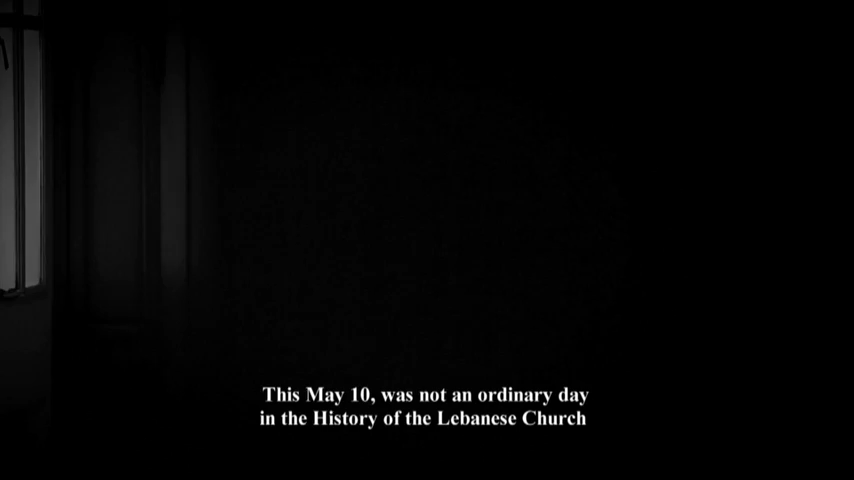 This May 10, was not an ordinary day
in the History of the Lebanese Church